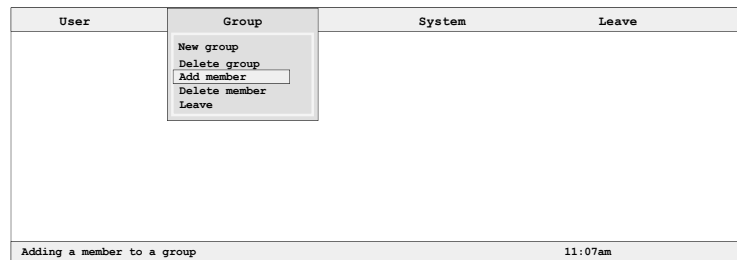 User Group System Leave
New group
Delete group
Add member
Delete member
Leave
Adding a member to a group 11:07am